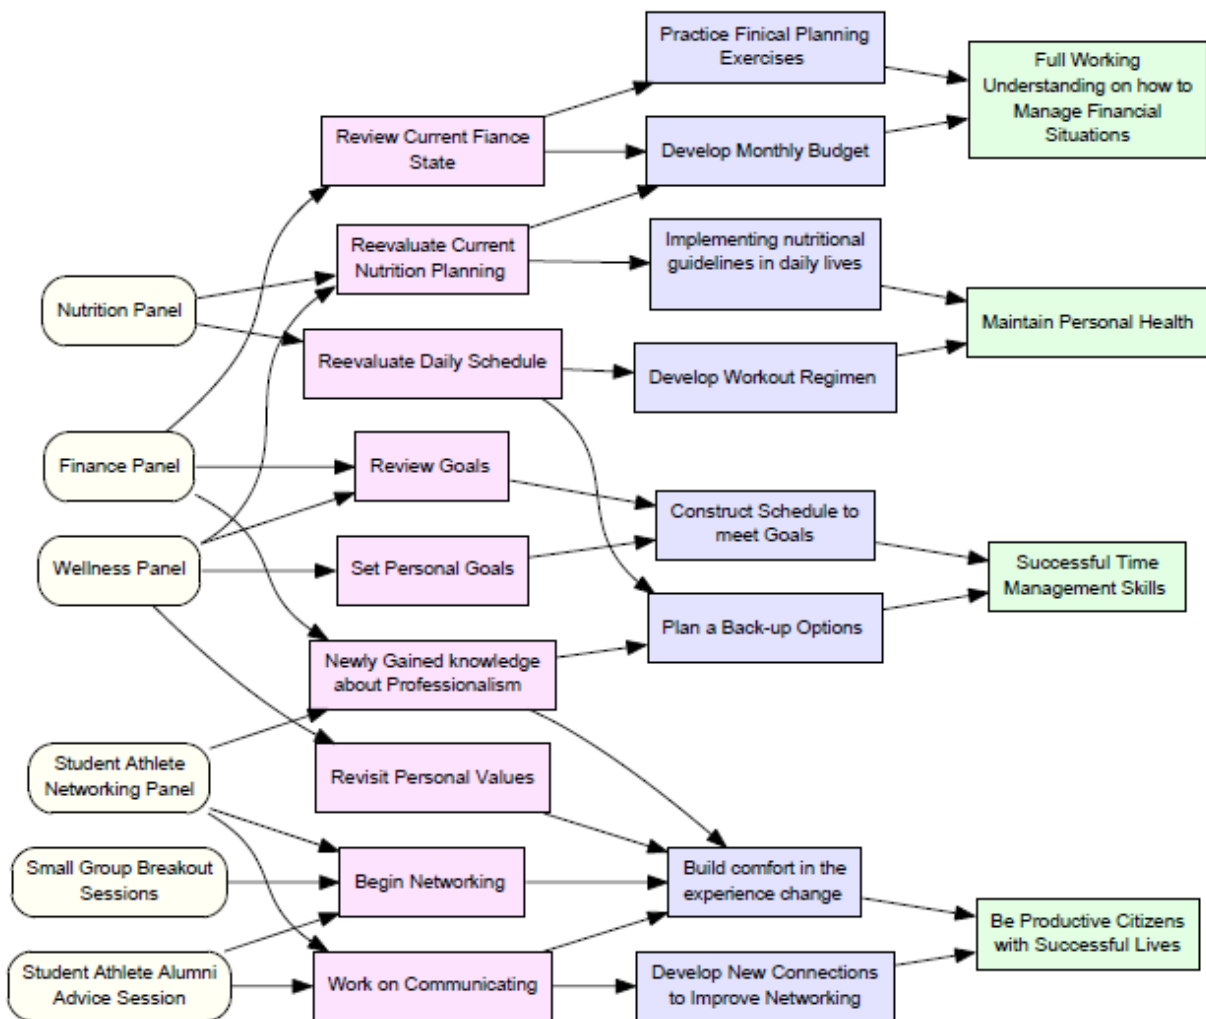 Practice Finical Planning
Exercises
Full Working
Understanding on how to
Manage Financial
Situations
Review Current Fiance
State
Develop Monthly Budget
Reevaluate Current
Nutrition Planning
Implementing nutritional
guidelines in daily lives
Nutrition Panel
Maintain Personal Health
Reevaluate Daily Schedule
Develop Workout Regimen
Finance Panel
Review Goals
Construct Schedule to
meet Goals
Wellness Panel
Set Personal Goals
Successful Time
Management Skills
Plan a Back-up Options
Newly Gained knowledge
about Professionalism
Student Athlete
Networking Panel
Revisit Personal Values
Small Group Breakout
Sessions
Begin Networking
Build comfort in the
experience change
Be Productive Citizens
with Successful Lives
Student Athlete Alumni
Advice Session
Work on Communicating
Develop New Connections
to Improve Networking